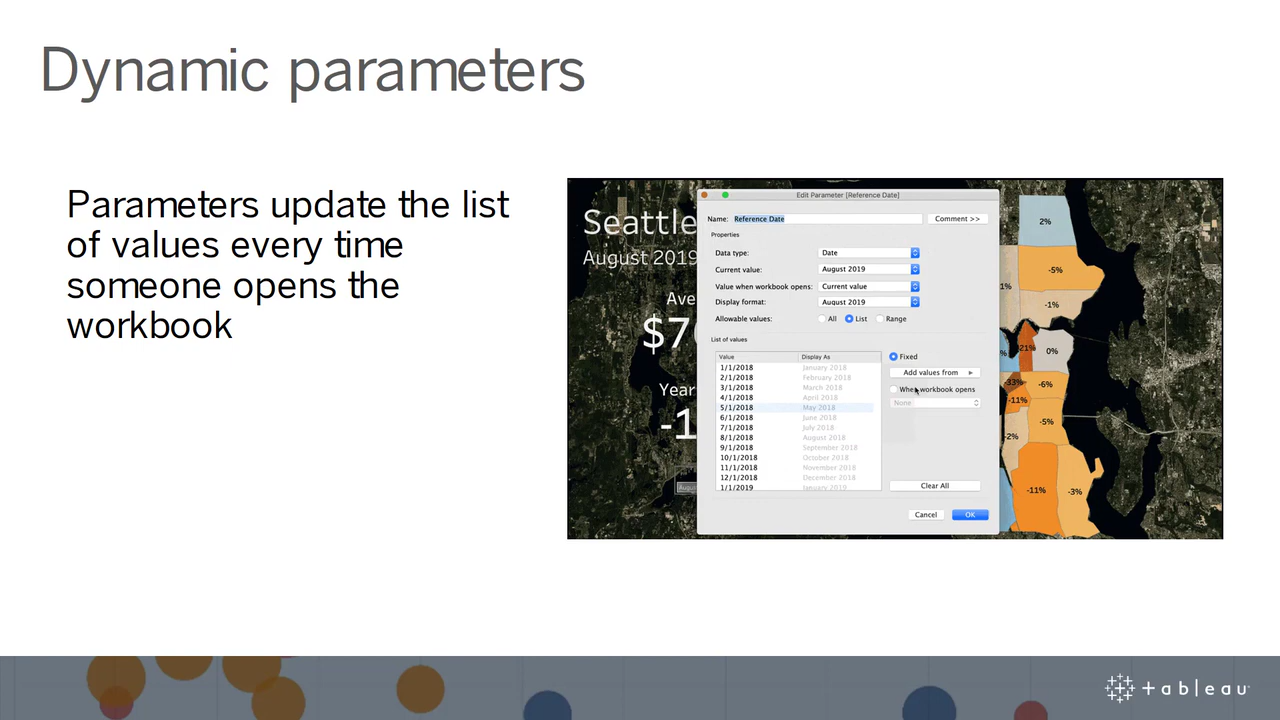 Dynamic parameters
Parameters update the list
of values every time
someone opens the
workbook
Seattle
August 2019
2%
-5%
-1%
21%
0%
-33%
-6%
-11%
-5%
-2%
-11%
-3%
Edit Parameter [Reference Date]
Name: Reference Date Comment >>
Properties
Data type: Date
Current value: August 2019
Value when workbook opens: Current value
Display format: August 2019
Allowable values: All List Range
List of values
Value Display As
1/1/2018 January 2018
2/1/2018 February 2018
3/1/2018 March 2018
4/1/2018 April 2018
5/1/2018 May 2018
6/1/2018 June 2018
7/1/2018 July 2018
8/1/2018 August 2018
9/1/2018 September 2018
10/1/2018 October 2018
11/1/2018 November 2018
12/1/2018 December 2018
1/1/2019 January 2019
Fixed
Add values from
When workbook opens
None
Clear All
Cancel OK
tableau